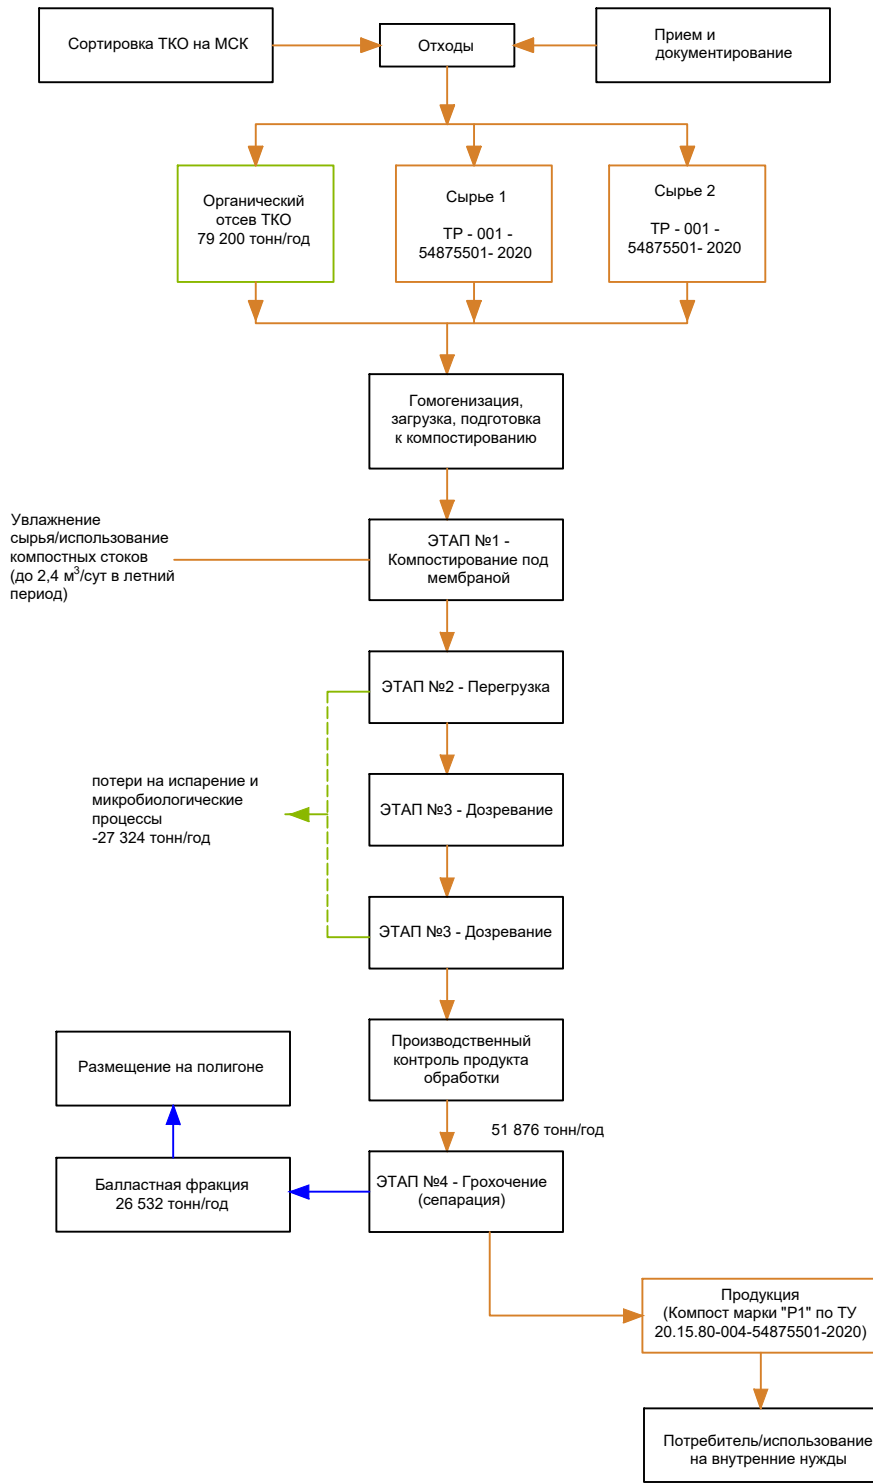 Сортировка ТКО на МСК
Отходы
Прием и
документирование
Органический
отсев ТКО
79 200 тонн/год
Сырье 1
ТР - 001 -
54875501- 2020
Сырье 2
ТР - 001 -
54875501- 2020
Гомогенизация,
загрузка, подготовка
к компостированию
Увлажнение
сырья/использование
компостных стоков
(до 2,4 м³/сут в летний
период)
ЭТАП №1 -
Компостирование под
мембраной
ЭТАП №2 - Перегрузка
потери на испарение и
микробиологические
процессы
-27 324 тонн/год
ЭТАП №3 - Дозревание
ЭТАП №3 - Дозревание
Производственный
контроль продукта
обработки
Размещение на полигоне
51 876 тонн/год
Балластная фракция
26 532 тонн/год
ЭТАП №4 - Грохочение
(сепарация)
Продукция
(Компост марки "Р1" по ТУ
20.15.80-004-54875501-2020)
Потребитель/использование
на внутренние нужды